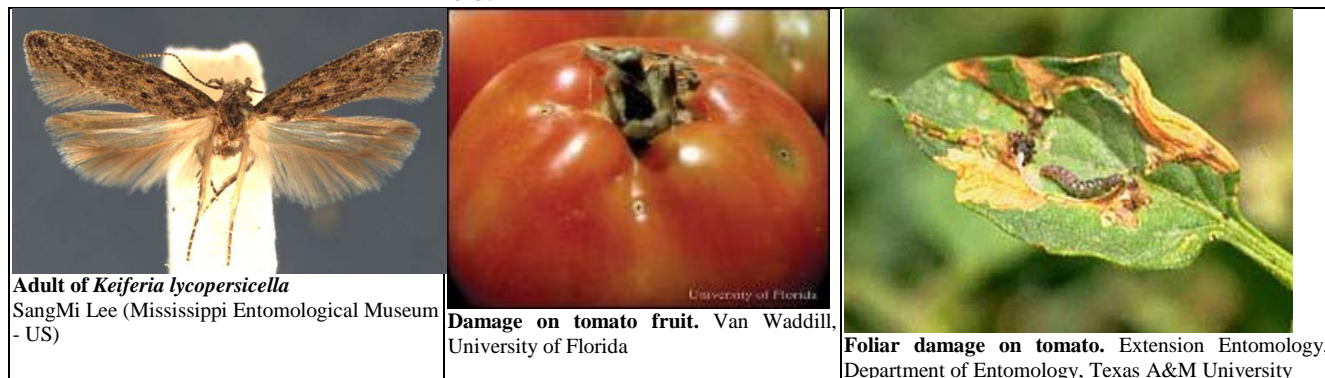 Adult of Keiferia lycopersicella
SangMi Lee (Mississippi Entomological Museum
- US)
University of Florida
Damage on tomato fruit. Van Waddill,
University of Florida
Foliar damage on tomato. Extension Entomology,
Department of Entomology, Texas A&M University